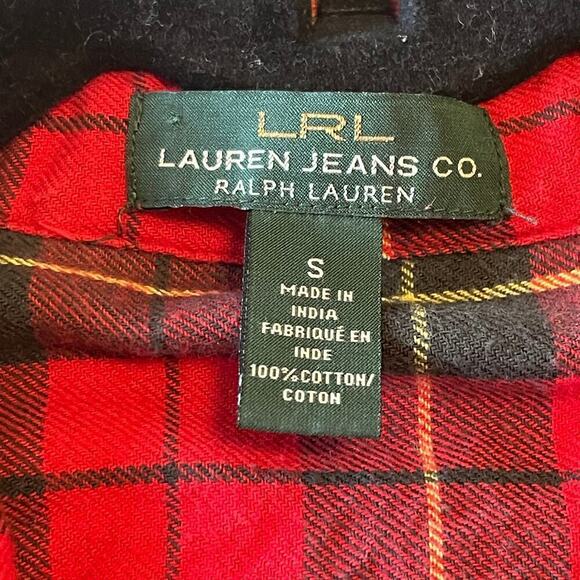 LRL
LAUREN JEANS CO.
RALPH LAUREN
S
MADE IN
INDIA
FABRIQUÉ EN
INDE
100% COTTON/
COTON